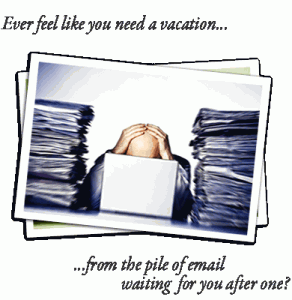 Ever feel like you need a vacation...
...from the pile of email
waiting for you after one?